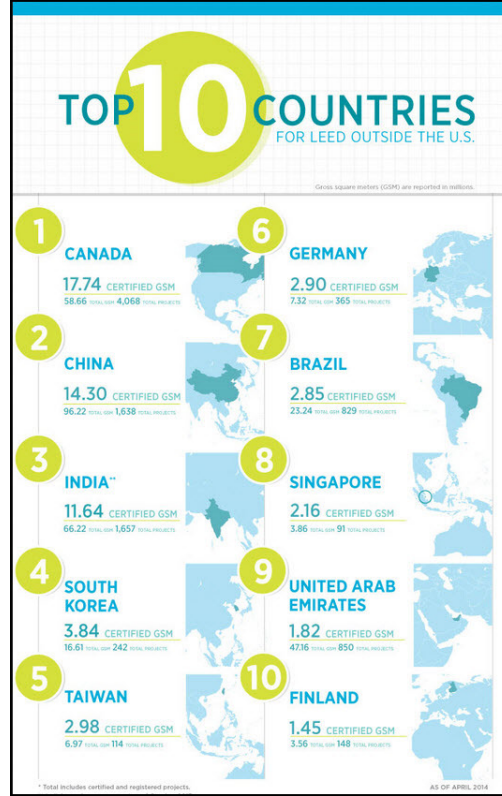 TOP 10 COUNTRIES
FOR LEED OUTSIDE THE U.S.
Gross square meters (GSM) are reported in millions.
1
CANADA
17.74 CERTIFIED GSM
58.66 TOTAL GSM 4,068 TOTAL PROJECTS
2
CHINA
14.30 CERTIFIED GSM
96.22 TOTAL GSM 1,638 TOTAL PROJECTS
3
INDIA**
11.64 CERTIFIED GSM
66.22 TOTAL GSM 1,657 TOTAL PROJECTS
4
SOUTH
KOREA
3.84 CERTIFIED GSM
16.61 TOTAL GSM 242 TOTAL PROJECTS
5
TAIWAN
2.98 CERTIFIED GSM
6.97 TOTAL GSM 114 TOTAL PROJECTS
6
GERMANY
2.90 CERTIFIED GSM
7.32 TOTAL GSM 365 TOTAL PROJECTS
7
BRAZIL
2.85 CERTIFIED GSM
23.24 TOTAL GSM 829 TOTAL PROJECTS
8
SINGAPORE
2.16 CERTIFIED GSM
3.86 TOTAL GSM 91 TOTAL PROJECTS
9
UNITED ARAB
EMIRATES
1.82 CERTIFIED GSM
47.16 TOTAL GSM 850 TOTAL PROJECTS
10
FINLAND
1.45 CERTIFIED GSM
3.56 TOTAL GSM 148 TOTAL PROJECTS
* Total includes certified and registered projects.
AS OF APRIL 2014